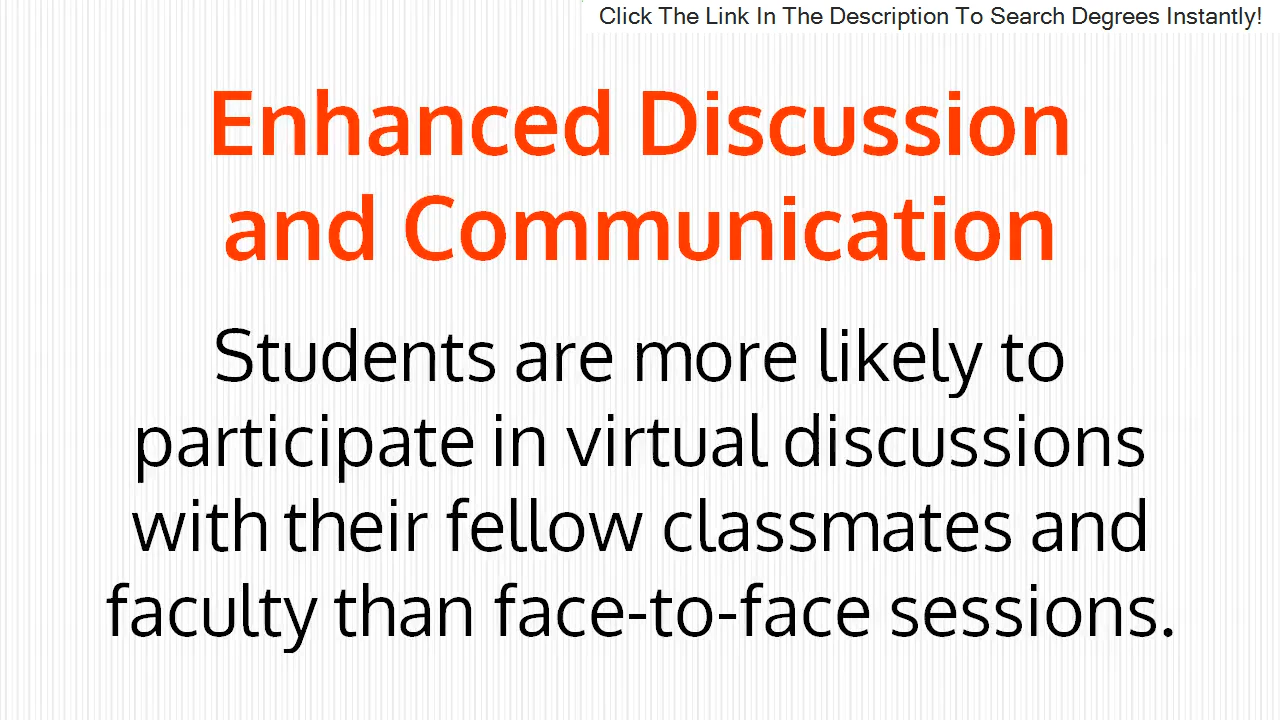 Click The Link In The Description To Search Degrees Instantly!
Enhanced Discussion
and Communication
Students are more likely to
participate in virtual discussions
with their fellow classmates and
faculty than face-to-face sessions.